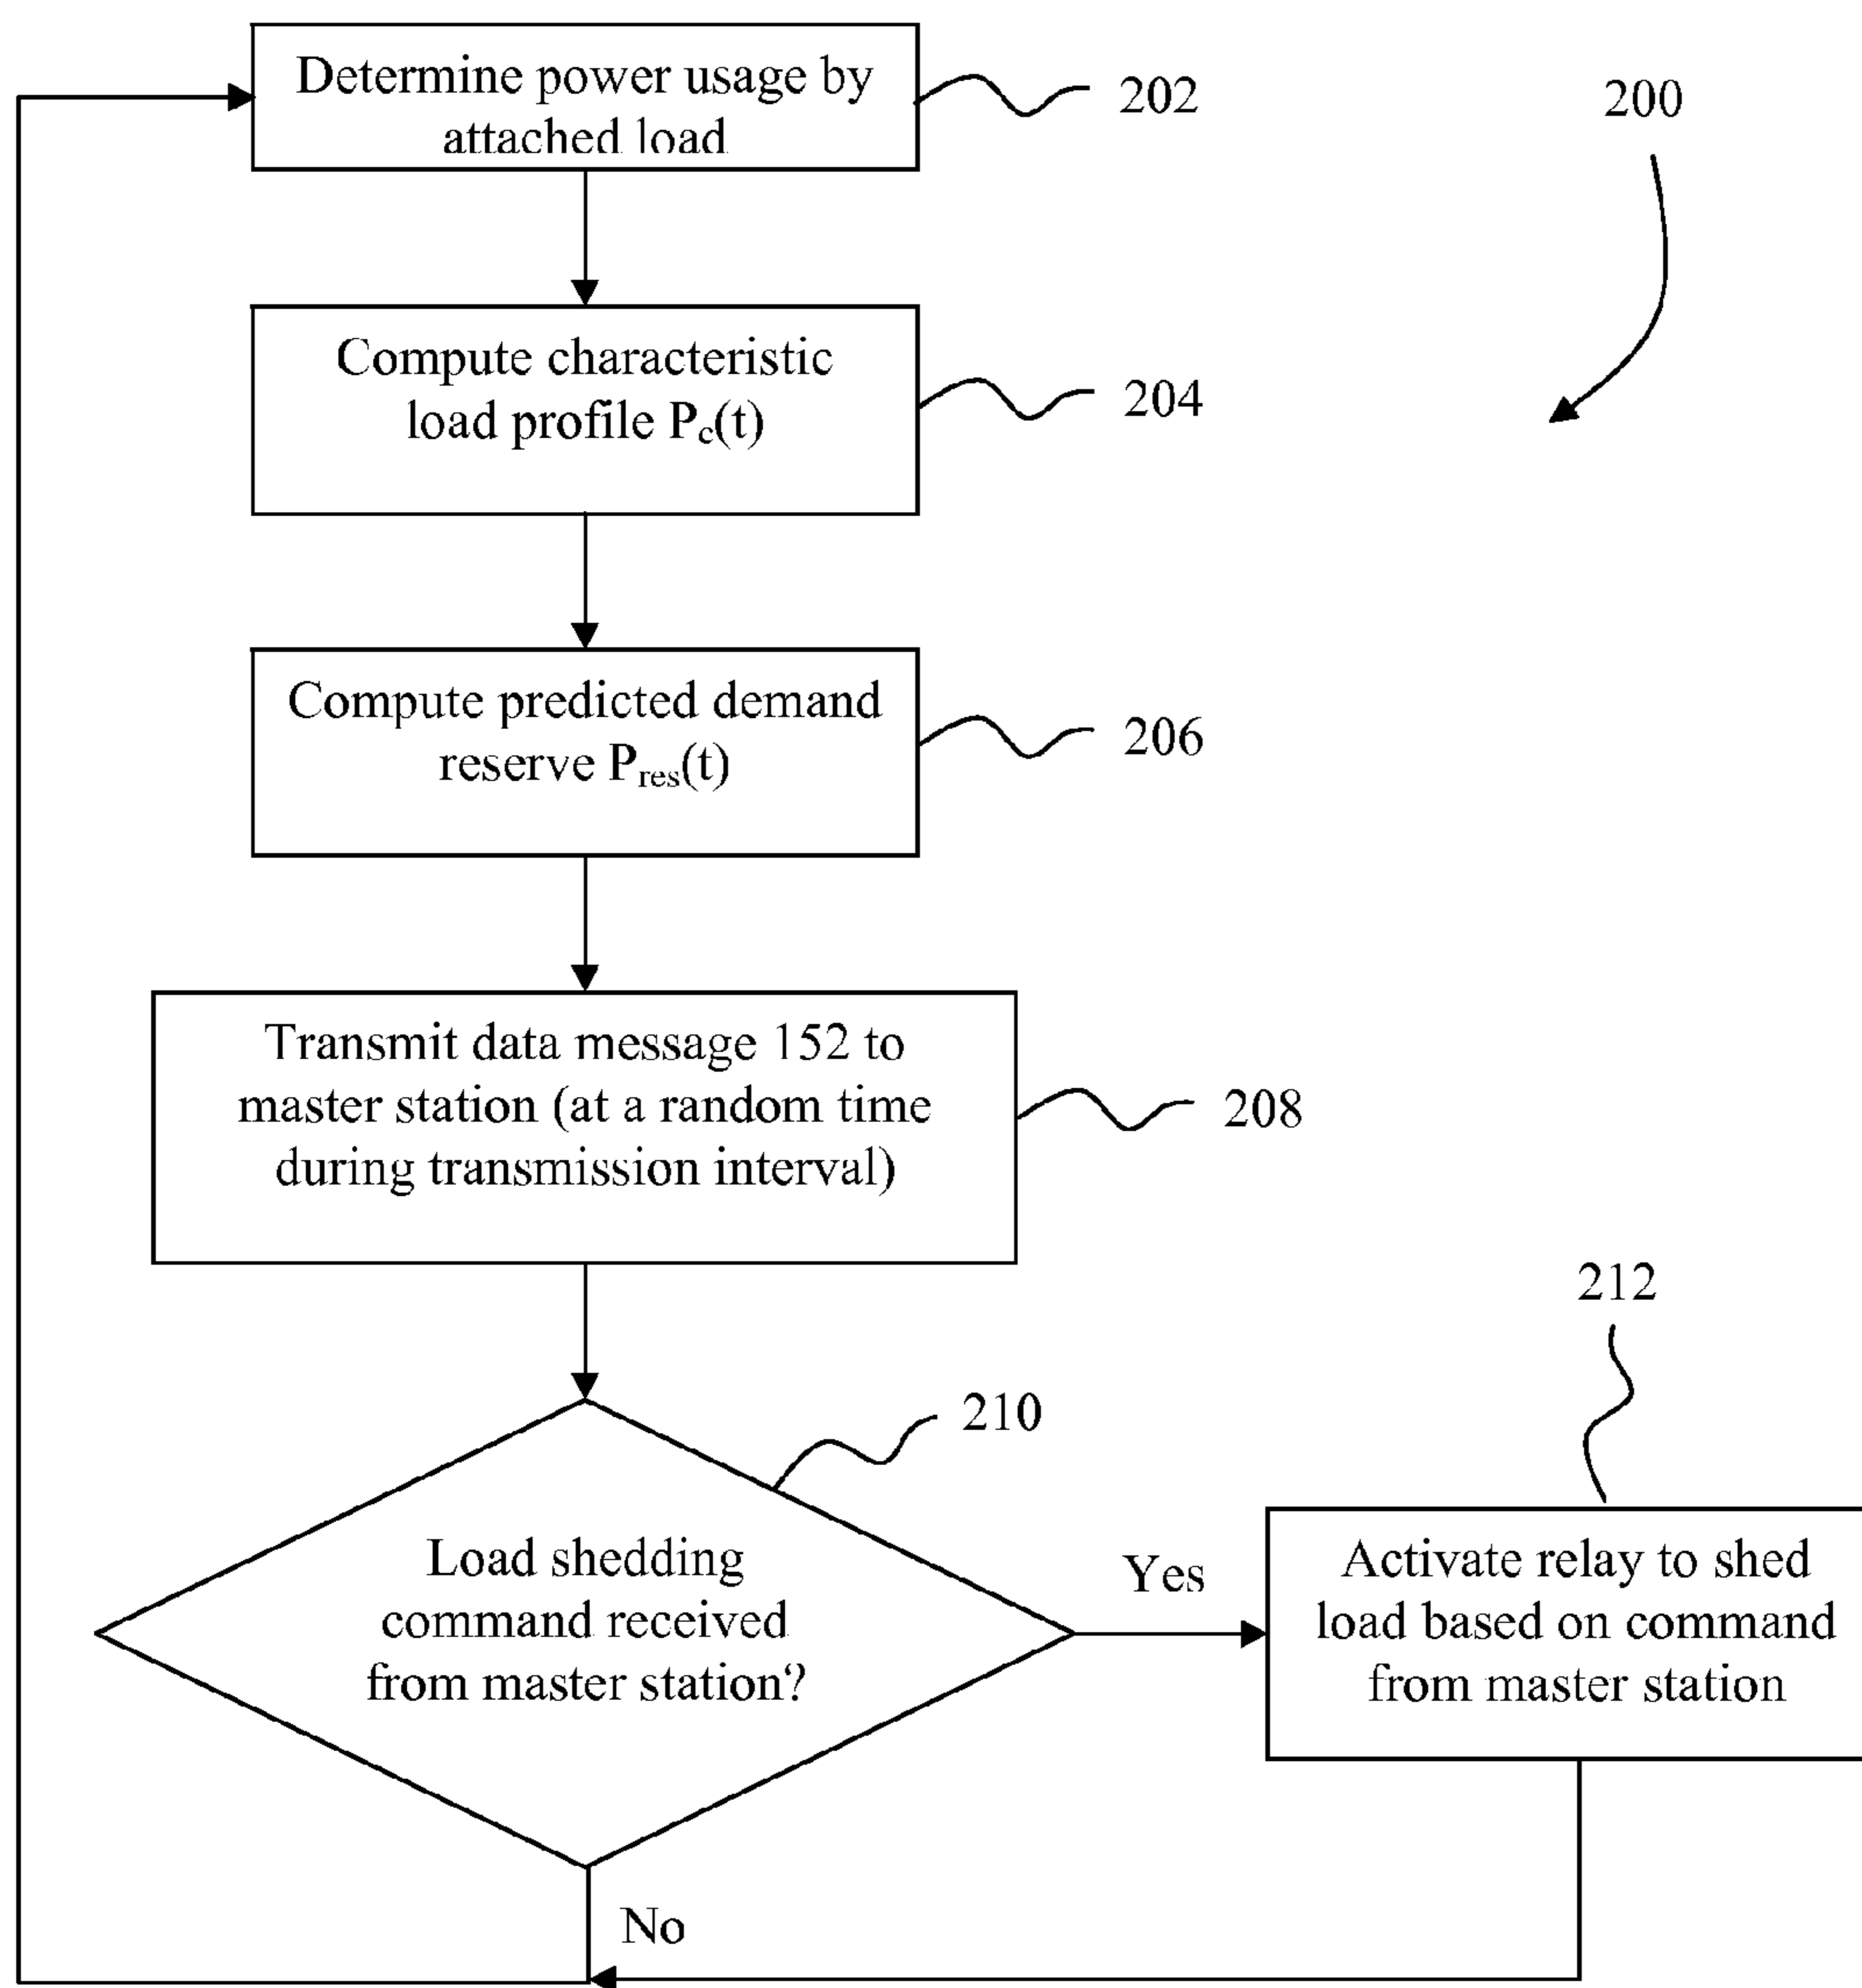 Determine power usage by
attached load
202
200
Compute characteristic
load profile Pc(t)
204
Compute predicted demand
reserve Pres(t)
206
Transmit data message 152 to
master station (at a random time
during transmission interval)
208
212
210
Load shedding
command received
from master station?
Yes
Activate relay to shed
load based on command
from master station
No